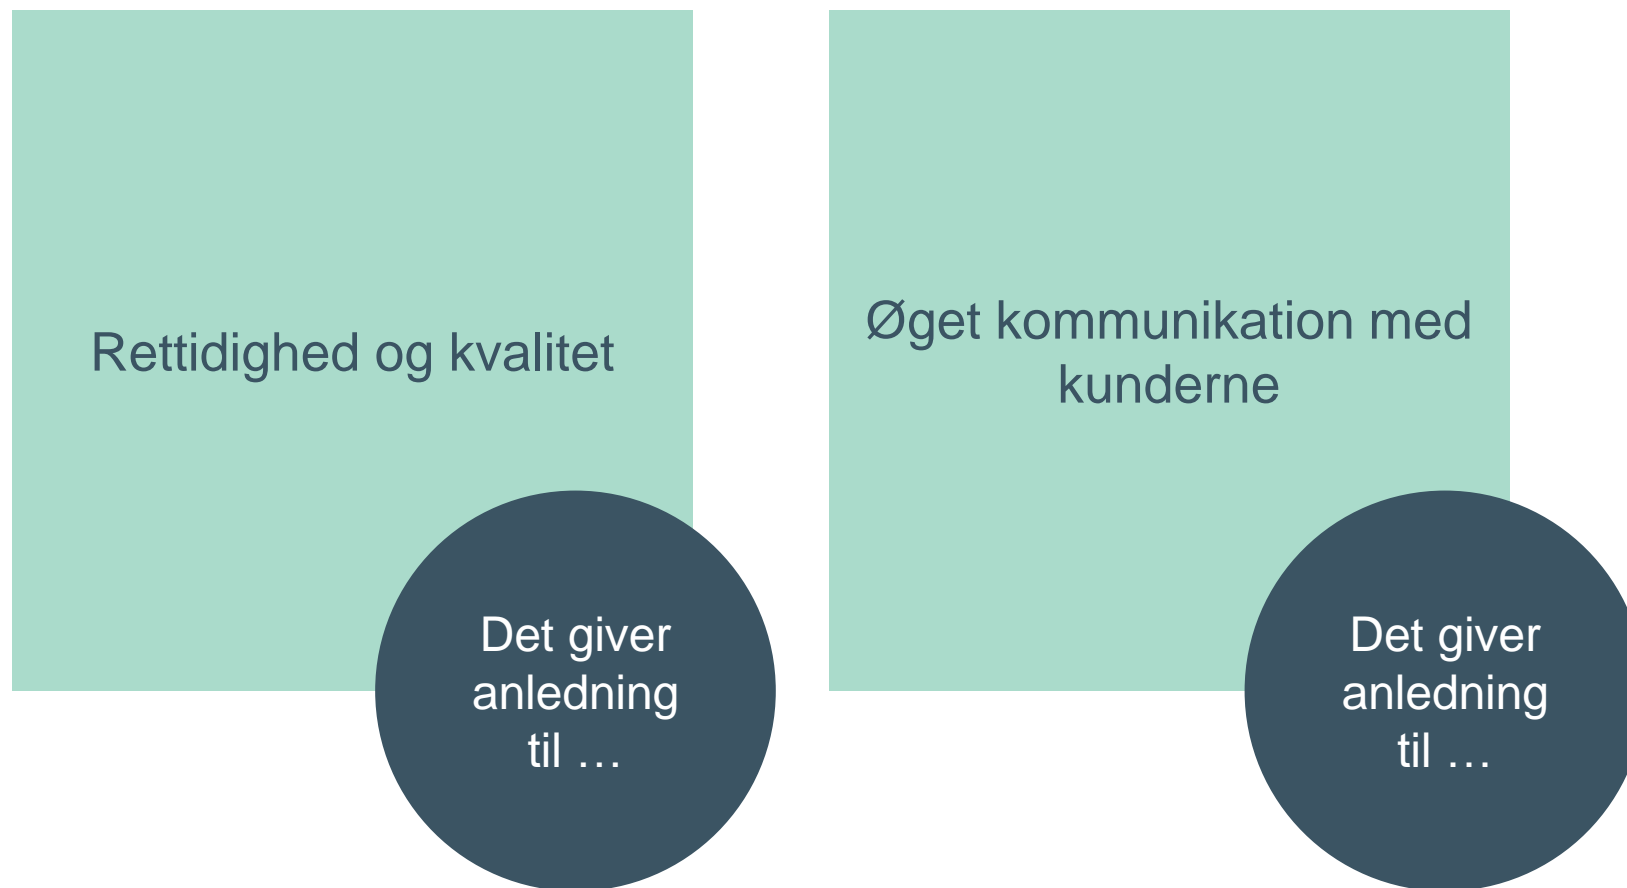 Rettidighed og kvalitet
Det giver
anledning
til …
Øget kommunikation med
kunderne
Det giver
anledning
til …